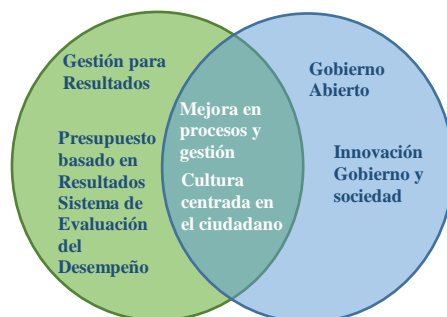 Gestión para
Resultados
Presupuesto
basado en
Resultados
Sistema de
Evaluación
del
Desempeño
Mejora en
procesos y
gestión
Cultura
centrada en
el ciudadano
Gobierno
Abierto
Innovación
Gobierno y
sociedad